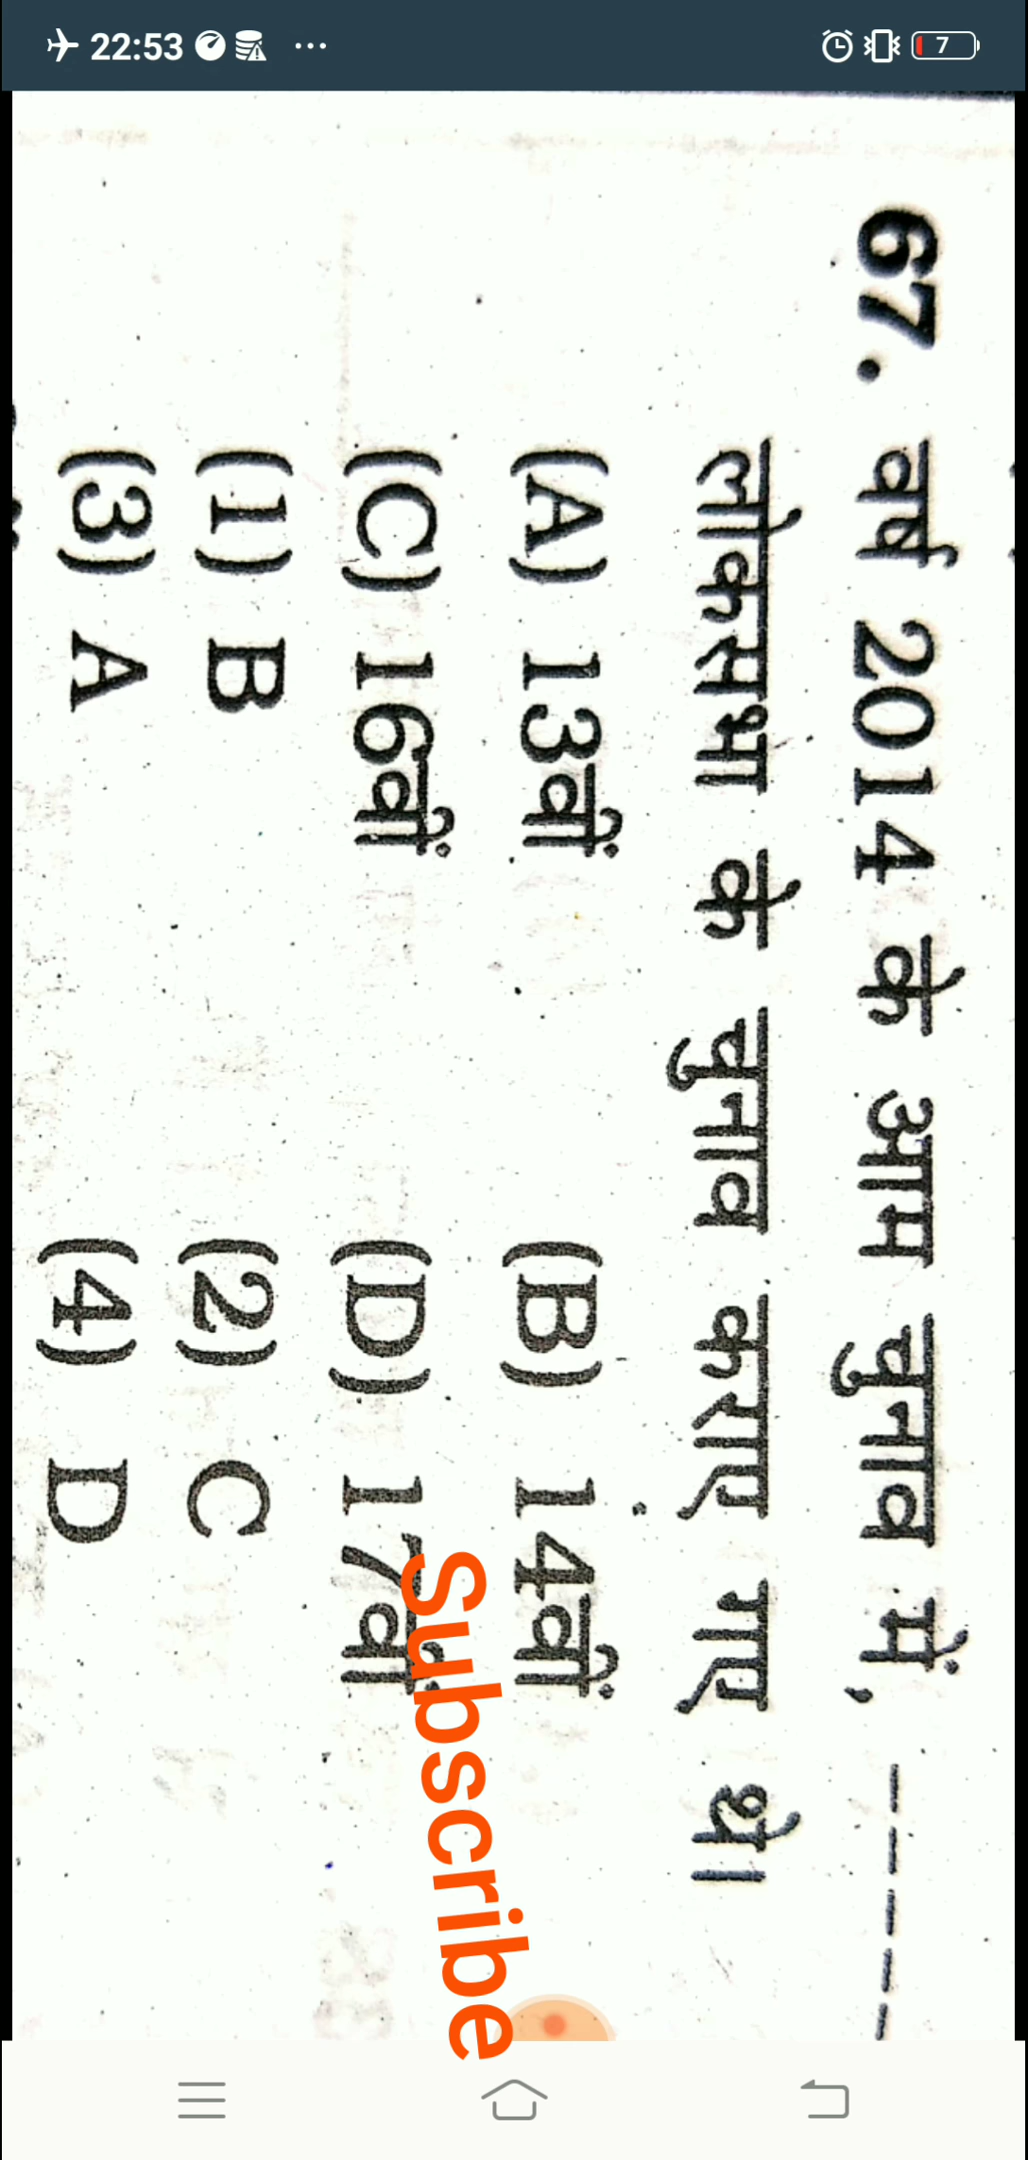 22:53
7
67. वर्ष 2014 के आम चुनाव में, ------
लोकसभा के चुनाव कराएं गए थे।
(A) 13वीं (B) 14वीं
(C) 16वीं (D) 17वीं
(1) B (2) C
(3) A (4) D
Subscribe